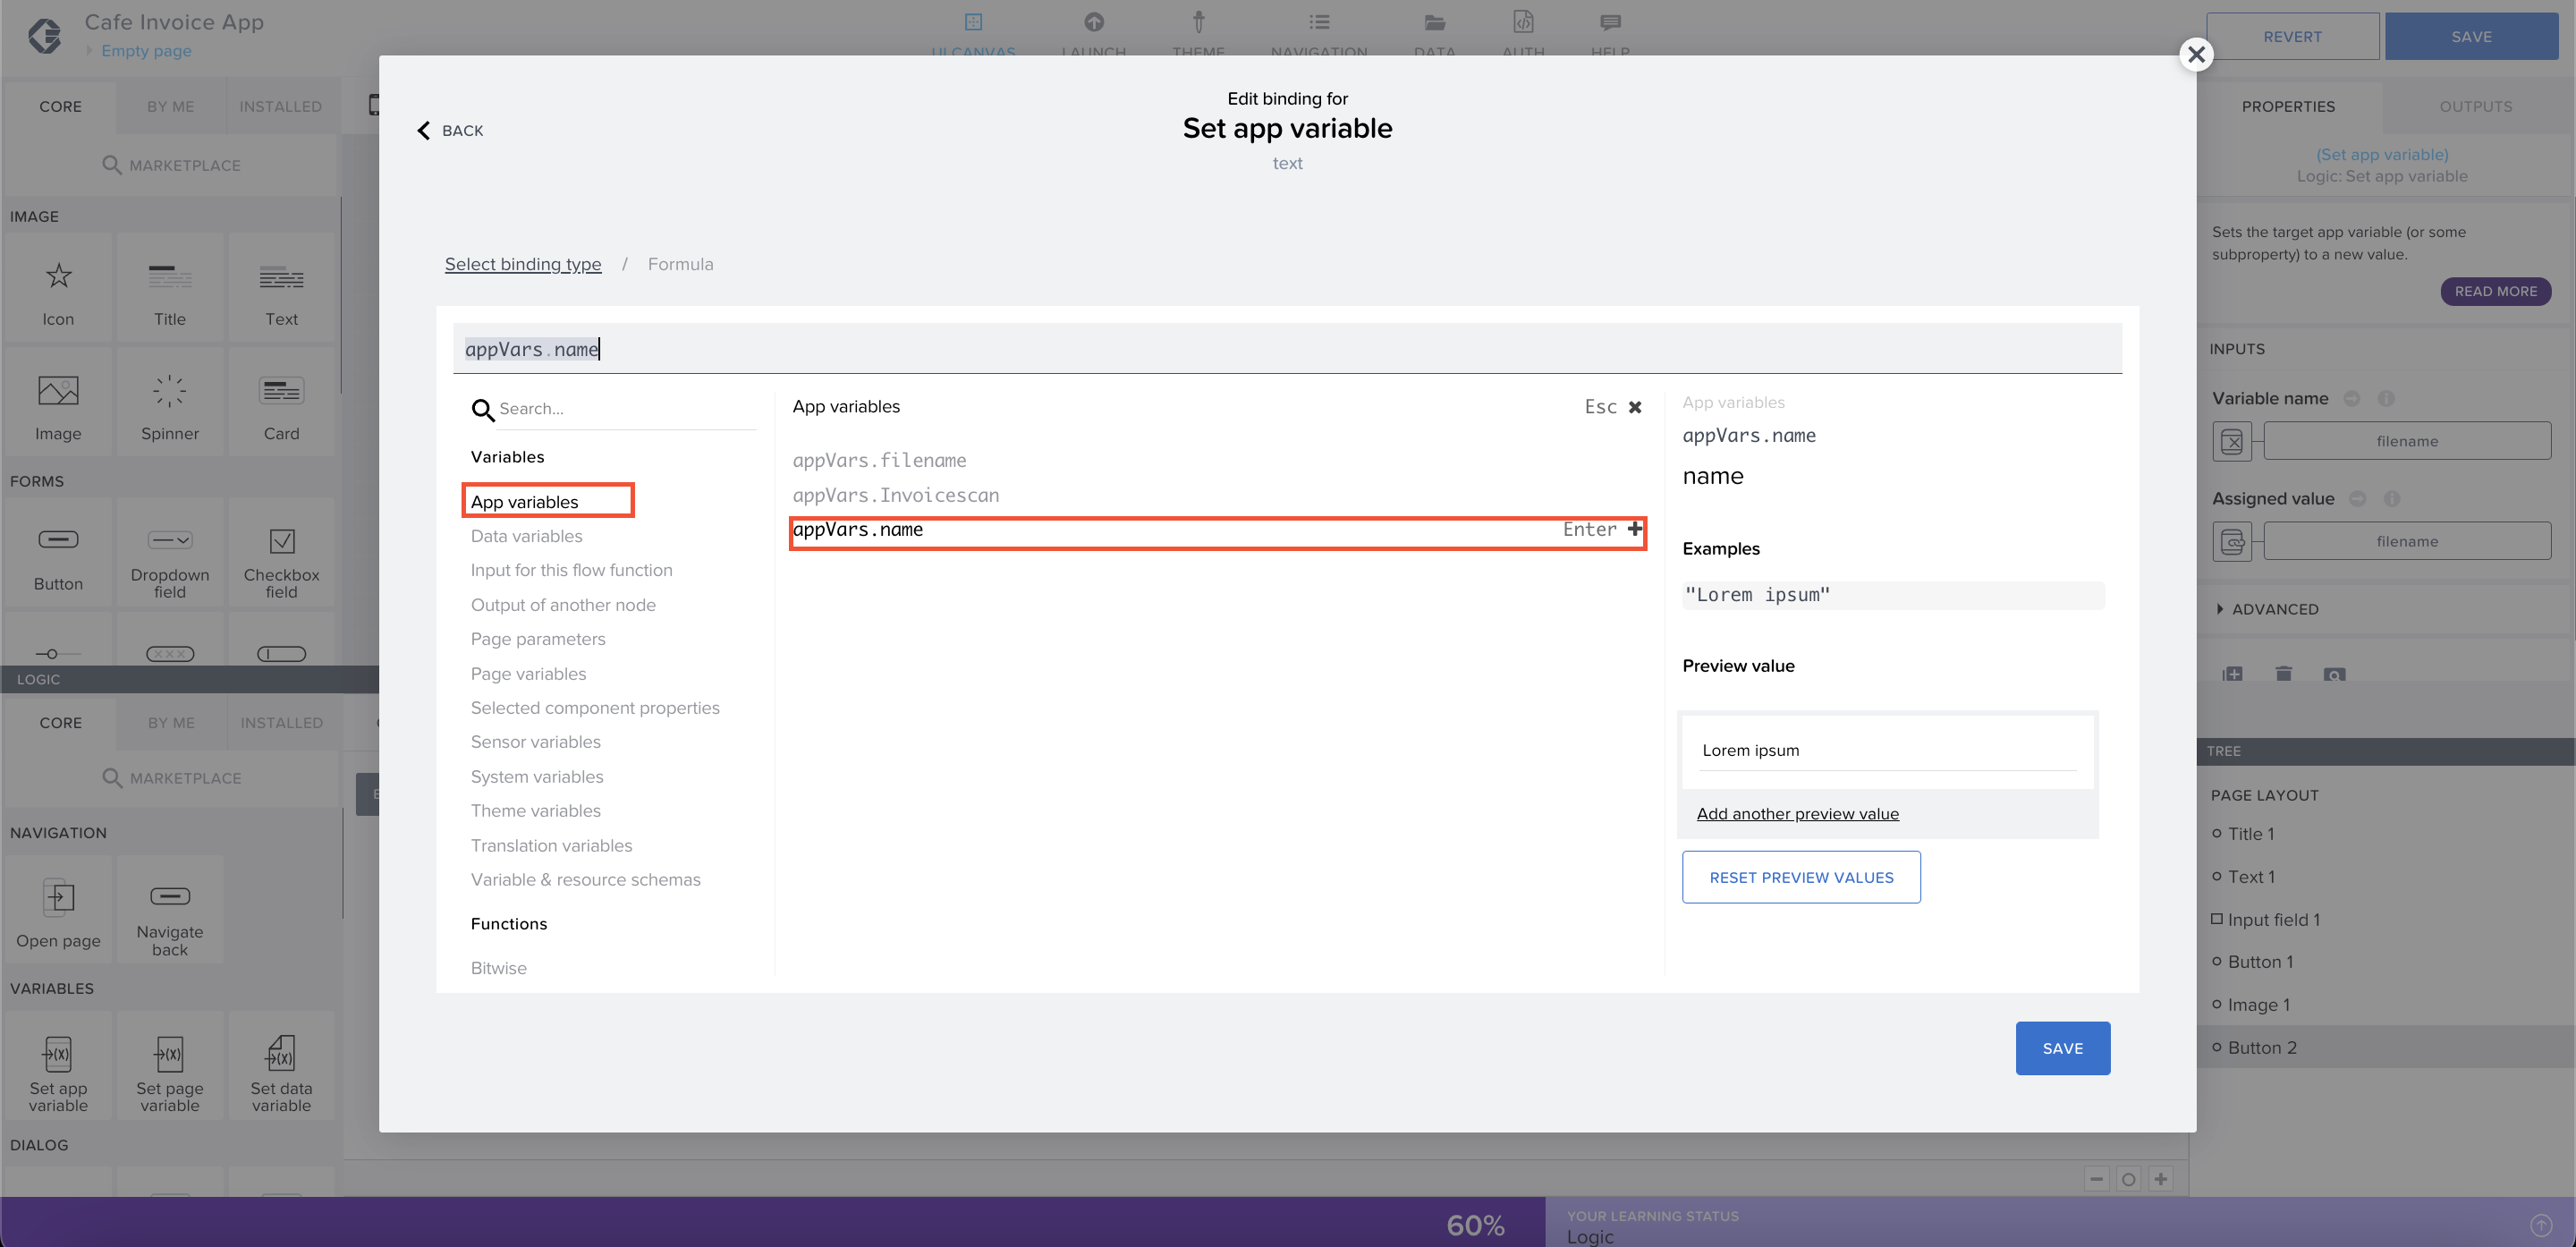 Cafe Invoice App
Empty page
UI CANVAS
LAUNCH
THEME
NAVIGATION
DATA
AUTH
HELP
REVERT
SAVE
CORE
BY ME
INSTALLED
MARKETPLACE
IMAGE
Icon
Title
Text
Image
Spinner
Card
FORMS
Button
Dropdown
field
Checkbox
field
LOGIC
CORE
BY ME
INSTALLED
MARKETPLACE
NAVIGATION
Open page
Navigate
back
VARIABLES
Set app
variable
Set page
variable
Set data
variable
DIALOG
BACK
Edit binding for
Set app variable
text
Select binding type / Formula
appVars.name
Search...
Variables
App variables
Data variables
Input for this flow function
Output of another node
Page parameters
Page variables
Selected component properties
Sensor variables
System variables
Theme variables
Translation variables
Variable & resource schemas
Functions
Bitwise
App variables
Esc
appVars.filename
appVars.Invoicescan
appVars.name
Enter
App variables
appVars.name
name
Examples
"Lorem ipsum"
Preview value
Lorem ipsum
Add another preview value
RESET PREVIEW VALUES
SAVE
PROPERTIES
OUTPUTS
(Set app variable)
Logic: Set app variable
Sets the target app variable (or some
subproperty) to a new value.
READ MORE
INPUTS
Variable name
filename
Assigned value
filename
ADVANCED
TREE
PAGE LAYOUT
Title 1
Text 1
Input field 1
Button 1
Image 1
Button 2
60%
YOUR LEARNING STATUS
Logic